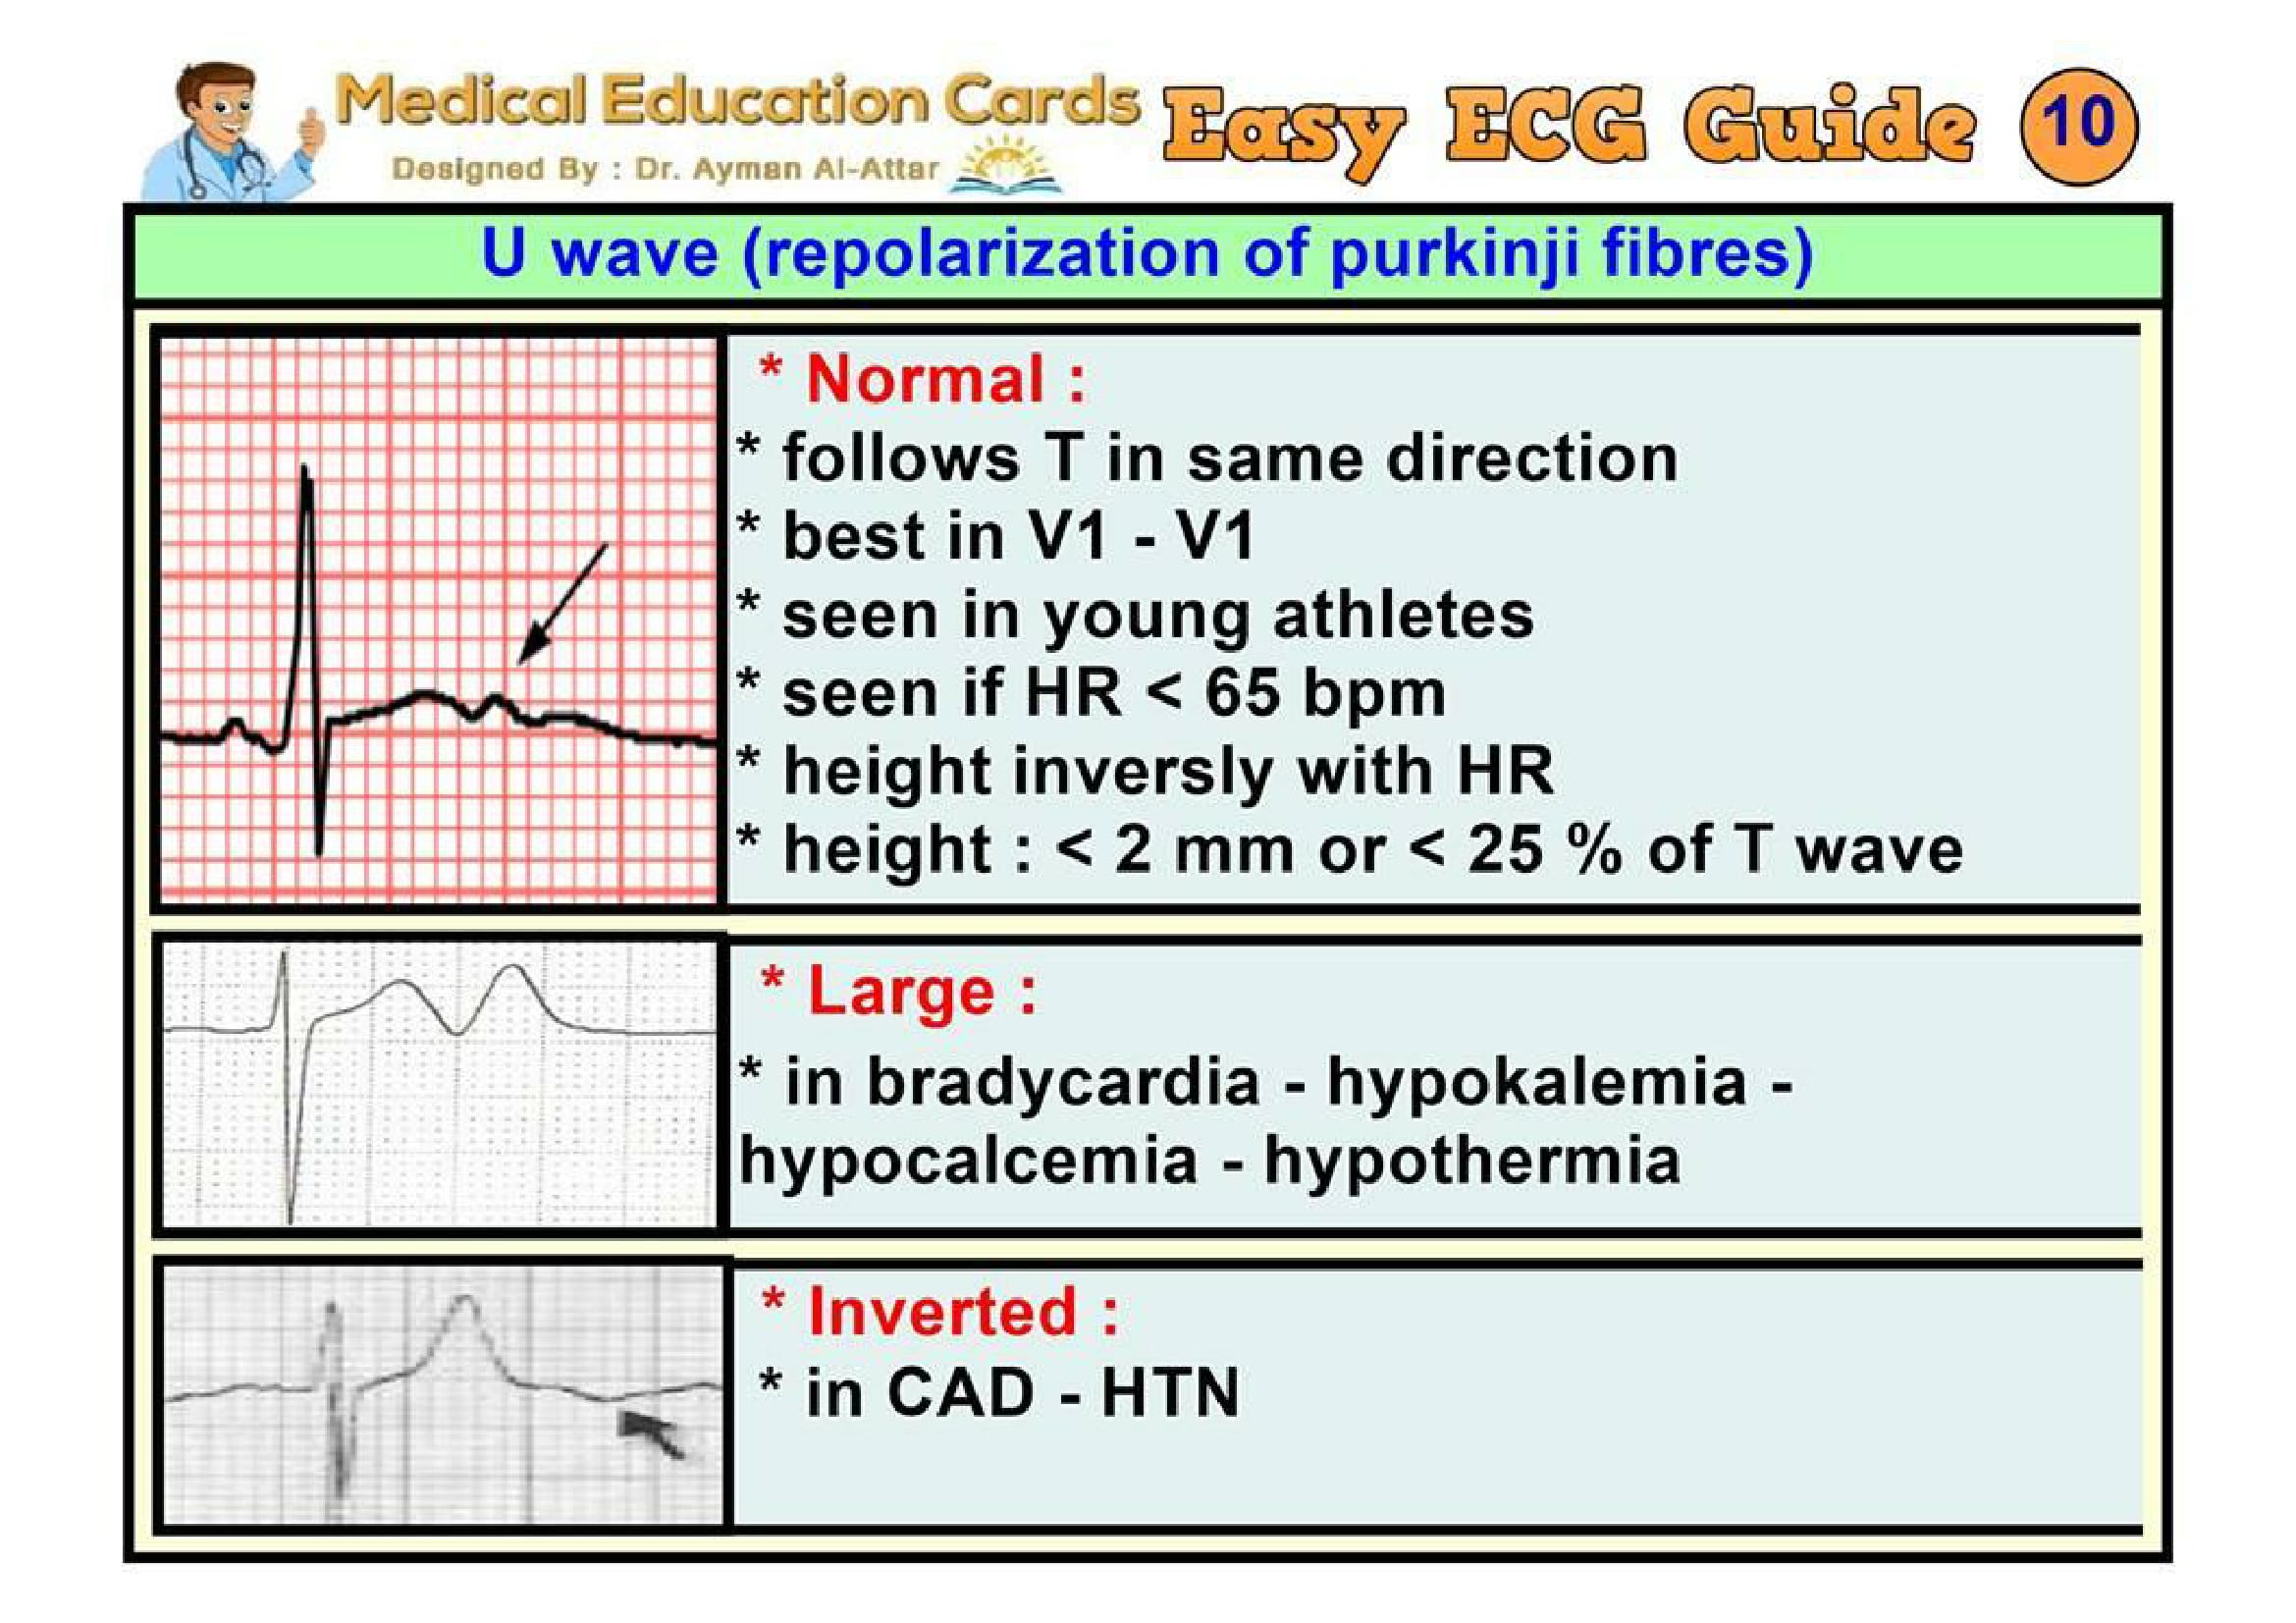 Medical Education Cards
Designed By : Dr. Ayman Al-Attar
Easy ECG Guide 10
U wave (repolarization of purkinji fibres)
* Normal :
* follows T in same direction
* best in V1 - V1
* seen in young athletes
* seen if HR < 65 bpm
* height inversly with HR
* height : < 2 mm or < 25 % of T wave
* Large :
* in bradycardia - hypokalemia -
hypocalcemia - hypothermia
* Inverted :
* in CAD - HTN